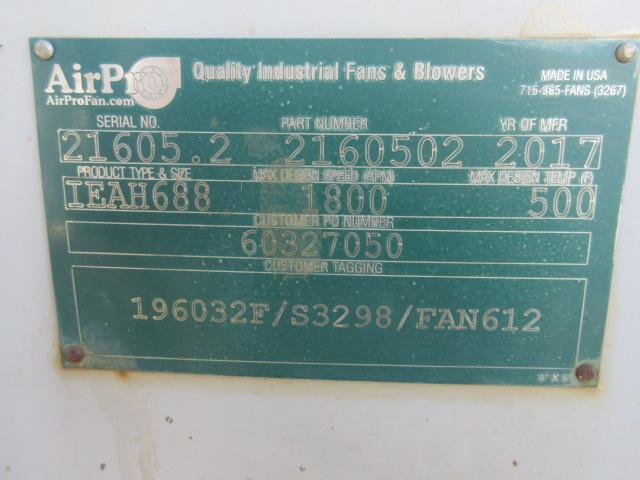 AirPro Quality Industrial Fans & Blowers
AirProFan.com
MADE IN USA
715-365-FANS (3267)
SERIAL NO. PART NUMBER YR OF MFR
21605.2 2160502 2017
PRODUCT TYPE & SIZE MAX DESIGN SPEED (RPM) MAX DESIGN TEMP (F)
IEAH688 1800 500
CUSTOMER PO NUMBER
60327050
CUSTOMER TAGGING
196032F/S3298/FAN612